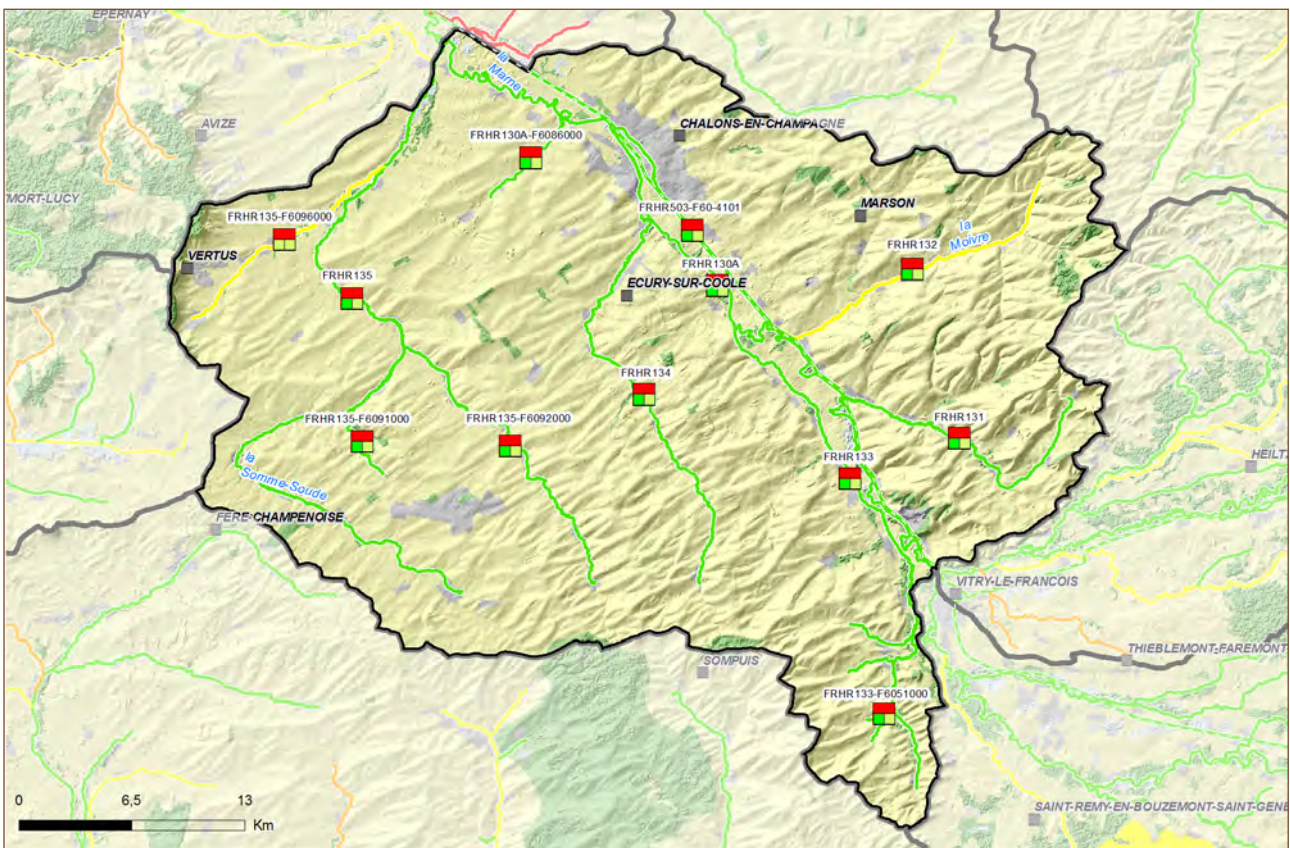 EPERNAY
la
Marne
AVIZE
CHALONS-EN-CHAMPAGNE
FRHR130A-F6086000
MORT-LUCY
MARSON
FRHR135-F6096000
FRHR503-F60-4101
la
Moivre
FRHR132
VERTUS
FRHR130A
FRHR135
ECURY-SUR-COOLE
FRHR134
FRHR135-F6091000
FRHR135-F6092000
FRHR131
la
Somme-Soude
FRHR133
HEILTZ
FERE-CHAMPENOISE
VITRY-LE-FRANCOIS
THIEBLEMONT-FAREMONT
SOMPUIS
FRHR133-F6051000
0 6,5 13
Km
SAINT-REMY-EN-BOUZEMONT-SAINT-GENE